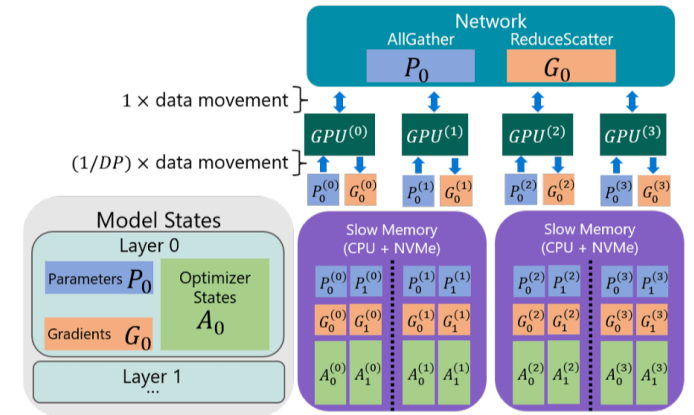 Network
AllGather ReduceScatter
P₀ G₀
1 × data movement
GPU⁽⁰⁾ GPU⁽¹⁾ GPU⁽²⁾ GPU⁽³⁾
(1/DP) × data movement
P₀⁽⁰⁾ G₀⁽⁰⁾ P₀⁽¹⁾ G₀⁽¹⁾ P₀⁽²⁾ G₀⁽²⁾ P₀⁽³⁾ G₀⁽³⁾
Model States
Layer 0
Parameters P₀
Optimizer
States
A₀
Gradients G₀
Layer 1
...
Slow Memory
(CPU + NVMe)
P₀⁽⁰⁾ P₁⁽⁰⁾ P₀⁽¹⁾ P₁⁽¹⁾
G₀⁽⁰⁾ G₁⁽⁰⁾ G₀⁽¹⁾ G₁⁽¹⁾
A₀⁽⁰⁾ A₁⁽⁰⁾ A₀⁽¹⁾ A₁⁽¹⁾
Slow Memory
(CPU + NVMe)
P₀⁽²⁾ P₁⁽²⁾ P₀⁽³⁾ P₁⁽³⁾
G₀⁽²⁾ G₁⁽²⁾ G₀⁽³⁾ G₁⁽³⁾
A₀⁽²⁾ A₁⁽²⁾ A₀⁽³⁾ A₁⁽³⁾